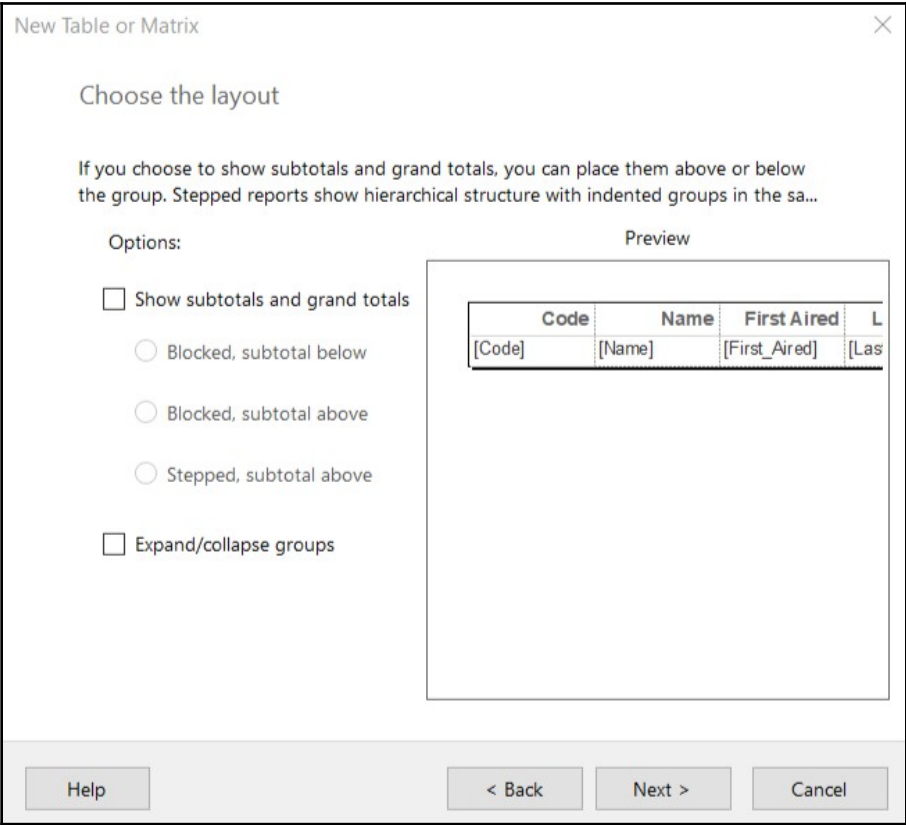 New Table or Matrix
Choose the layout
If you choose to show subtotals and grand totals, you can place them above or below
the group. Stepped reports show hierarchical structure with indented groups in the sa...
Options:
Preview
Show subtotals and grand totals
Blocked, subtotal below
Blocked, subtotal above
Stepped, subtotal above
Expand/collapse groups
Code Name First Aired L
[Code] [Name] [First_Aired] [Las
Help < Back Next > Cancel